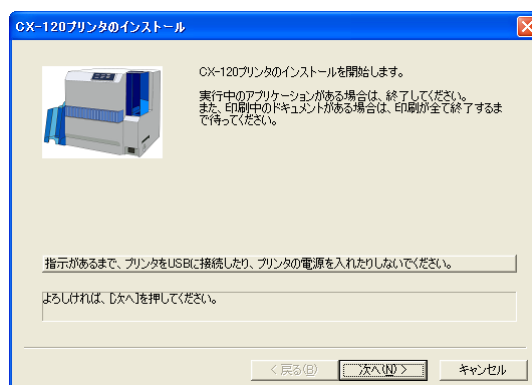 CX-120プリンタのインストール
CX-120プリンタのインストールを開始します。
実行中のアプリケーションがある場合は、終了してください。
また、印刷中のドキュメントがある場合は、印刷が全て終了するま
で待ってください。
指示があるまで、プリンタをUSBに接続したり、プリンタの電源を入れたりしないでください。
よろしければ、[次へ]を押してください。
< 戻る(B)
次へ(N) >
キャンセル